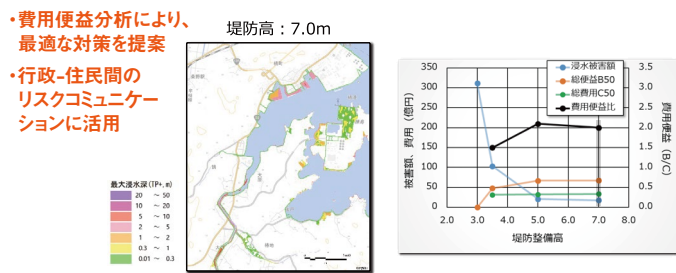 ・費用便益分析により、
最適な対策を提案
・行政-住民間の
リスクコミュニケー
ションに活用
堤防高：7.0m
最大浸水深(TP+, m)
20 ～ 50
10 ～ 20
5 ～ 10
2 ～ 5
1 ～ 2
0.3 ～ 1
0.01 ～ 0.3
浸水被害額
総便益B50
総費用C50
費用便益比
被害額、費用（億円）
350
300
250
200
150
100
50
0
3.5
3.0
2.5
2.0
1.5
1.0
0.5
0.0
費用便益（B/C）
2.0 3.0 4.0 5.0 6.0 7.0 8.0
堤防整備高